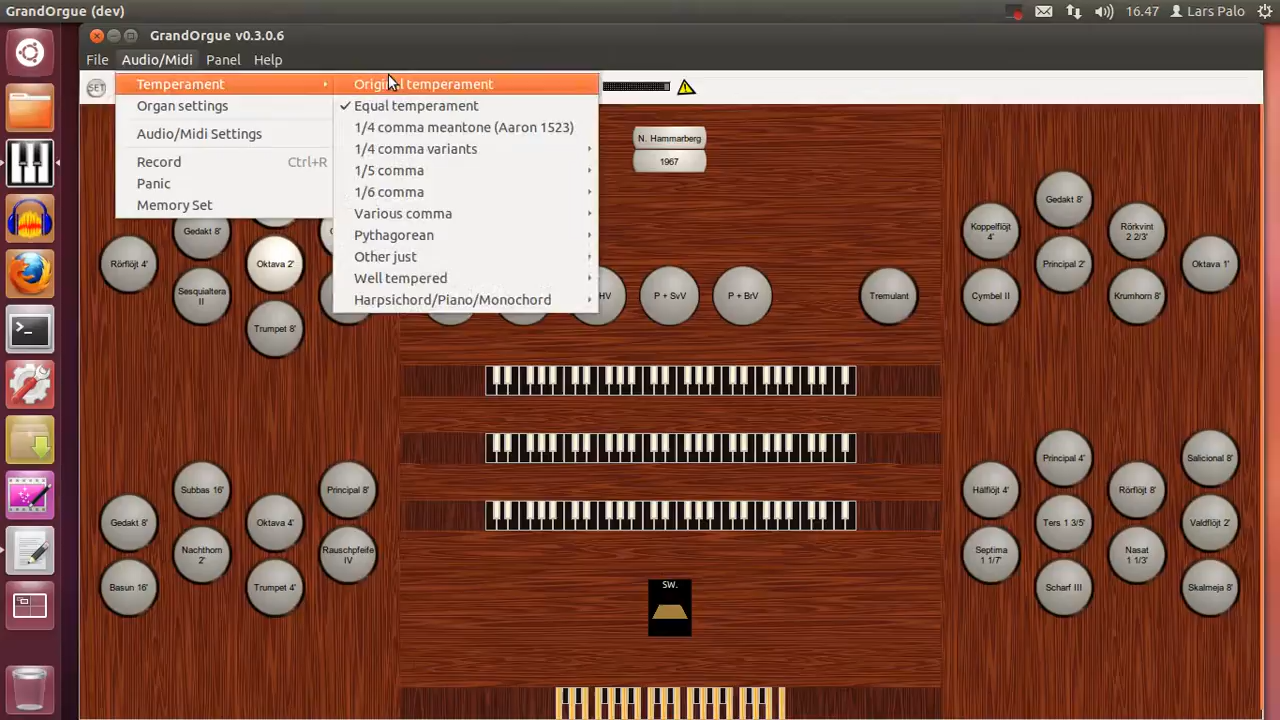 GrandOrgue (dev)
16.47 Lars Palo
GrandOrgue v0.3.0.6
File Audio/Midi Panel Help
SET
Temperament
Organ settings
Audio/Midi Settings
Record Ctrl+R
Panic
Memory Set
Original temperament
Equal temperament
1/4 comma meantone (Aaron 1523)
1/4 comma variants
1/5 comma
1/6 comma
Various comma
Pythagorean
Other just
Well tempered
Harpsichord/Piano/Monochord
N. Hammarberg
1967
Gedakt 8'
Rörflöjt 4'
Oktava 2'
Sesquialtera
II
Trumpet 8'
HV
P + SvV
P + BrV
Tremulant
Gedakt 8'
Koppelflöjt
4'
Rörkvint
2 2/3'
Principal 2'
Oktava 1'
Cymbel II
Krumhorn 8'
Subbas 16'
Principal 8'
Gedakt 8'
Oktava 4'
Nachthorn
2'
Rauschpfeife
IV
Basun 16'
Trumpet 4'
Principal 4'
Salicional 8'
Hålflöjt 4'
Rörflöjt 8'
Ters 1 3/5'
Valdflöjt 2'
Septima
1 1/7'
Nasat
1 1/3'
Scharf III
Skalmeja 8'
SW.